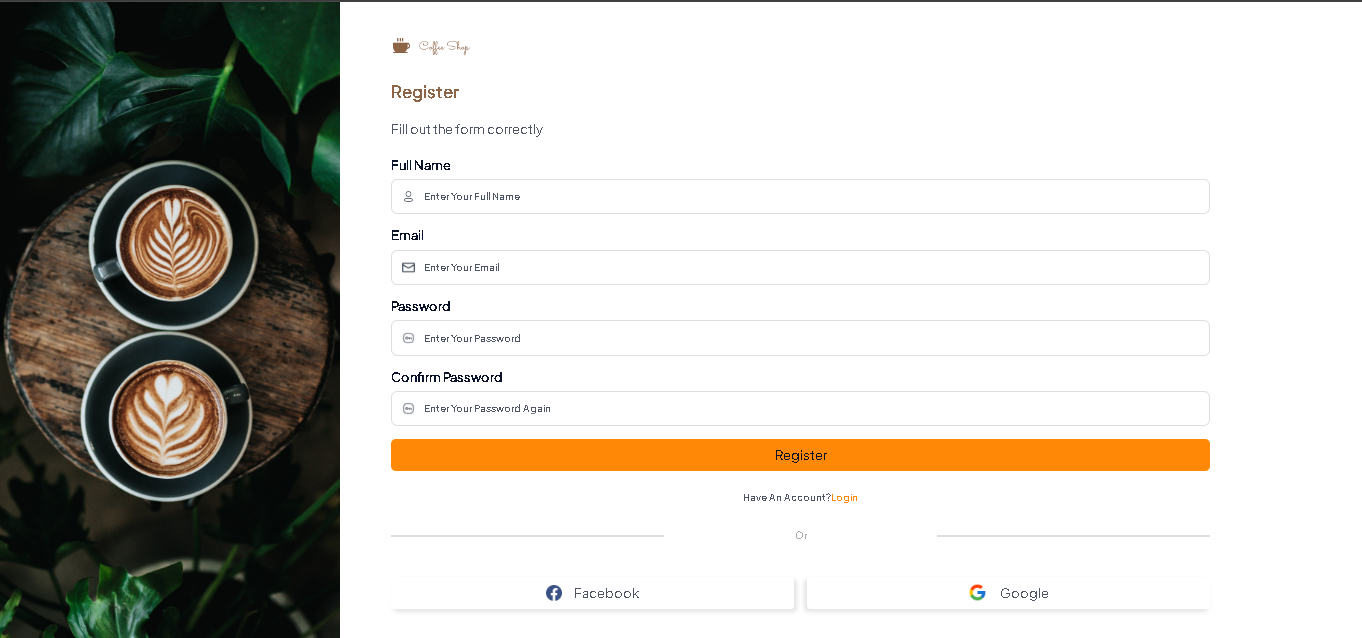 Coffee Shop
Register
Fill out the form correctly
Full Name
Enter Your Full Name
Email
Enter Your Email
Password
Enter Your Password
Confirm Password
Enter Your Password Again
Register
Have An Account?Login
Or
Facebook
Google